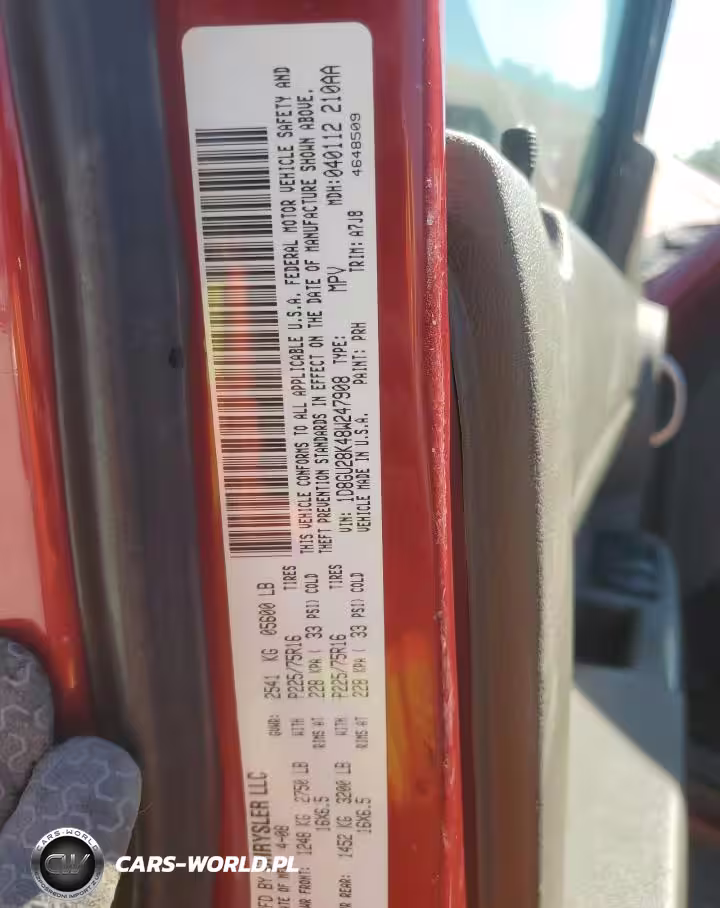 MFD BY CHRYSLER LLC
DATE OF MFR 4-08
GVWR: 2541 KG 05600 LB
GAWR FRONT: 1248 KG 2750 LB
WITH P225/75R16 TIRES
16X6.5
RIMS AT 228 KPA ( 33 PSI) COLD
GAWR REAR: 1452 KG 3200 LB
WITH P225/75R16 TIRES
16X6.5
RIMS AT 228 KPA ( 33 PSI) COLD
THIS VEHICLE CONFORMS TO ALL APPLICABLE U.S.A. FEDERAL MOTOR VEHICLE SAFETY AND
THEFT PREVENTION STANDARDS IN EFFECT ON THE DATE OF MANUFACTURE SHOWN ABOVE.
VIN: 1D8GU28K48W247908 TYPE: MPV MDH:040112 210AA
VEHICLE MADE IN U.S.A. PAINT: PRH TRIM: A7J8 4648509
CARS-WORLD
CW
CARS-WORLD.PL